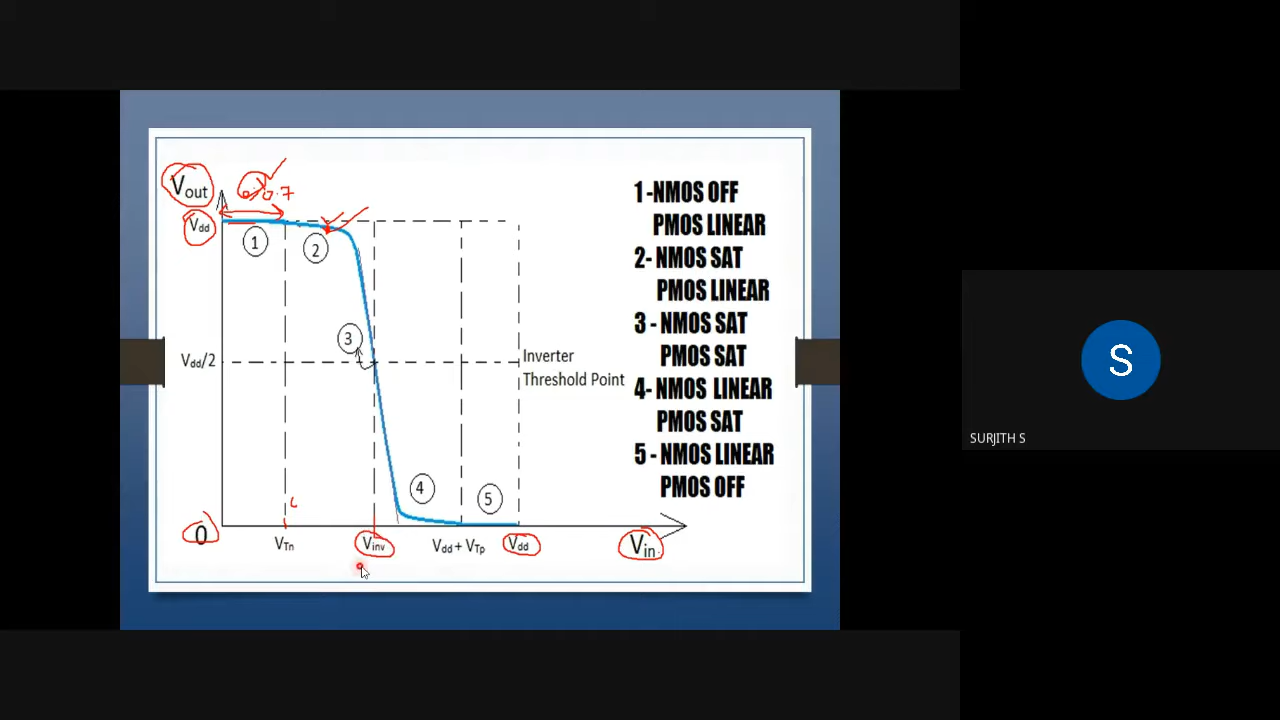 Vout
0.7
Vdd
1
2
3
Vdd/2
Inverter
Threshold Point
4
5
0
VTn
Vinv
Vdd + VTp
Vdd
Vin
1 -NMOS OFF
PMOS LINEAR
2- NMOS SAT
PMOS LINEAR
3 - NMOS SAT
PMOS SAT
4- NMOS LINEAR
PMOS SAT
5 - NMOS LINEAR
PMOS OFF
S
SURJITH S